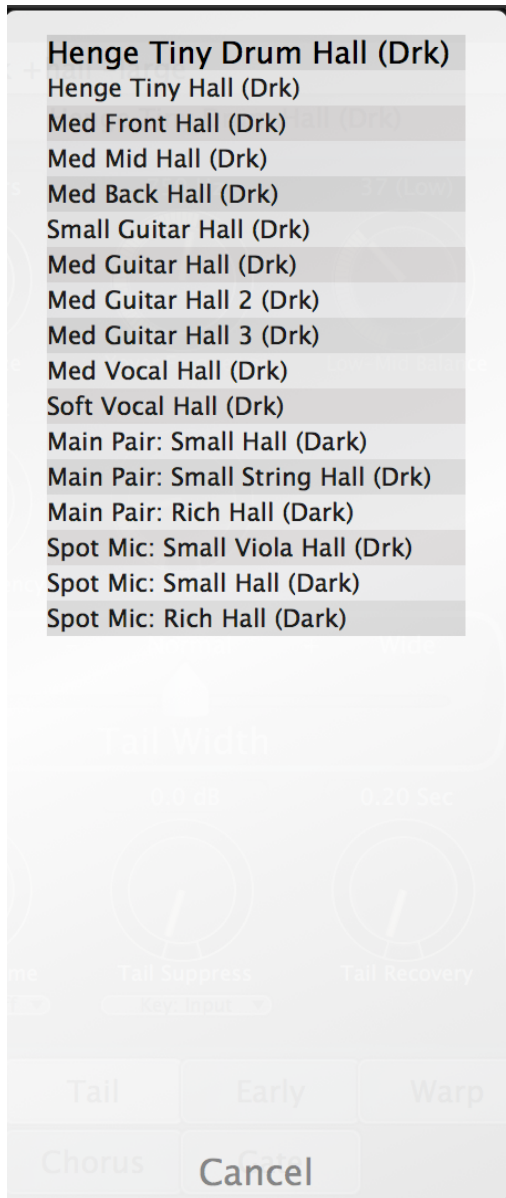 Henge Tiny Drum Hall (Drk)
Henge Tiny Hall (Drk)
Med Front Hall (Drk)
Med Mid Hall (Drk)
Med Back Hall (Drk)
37 (Low)
Small Guitar Hall (Drk)
Med Guitar Hall (Drk)
Med Guitar Hall 2 (Drk)
Med Guitar Hall 3 (Drk)
Med Vocal Hall (Drk)
Soft Vocal Hall (Drk)
Main Pair: Small Hall (Dark)
Main Pair: Small String Hall (Drk)
Main Pair: Rich Hall (Dark)
Spot Mic: Small Viola Hall (Drk)
Spot Mic: Small Hall (Dark)
Spot Mic: Rich Hall (Dark)
Wide
Tail Width
0.0 dB 0.20 Sec
Tail Suppress Tail Recovery
Key: Input
Tail Early Warp
Chorus Gate
Cancel